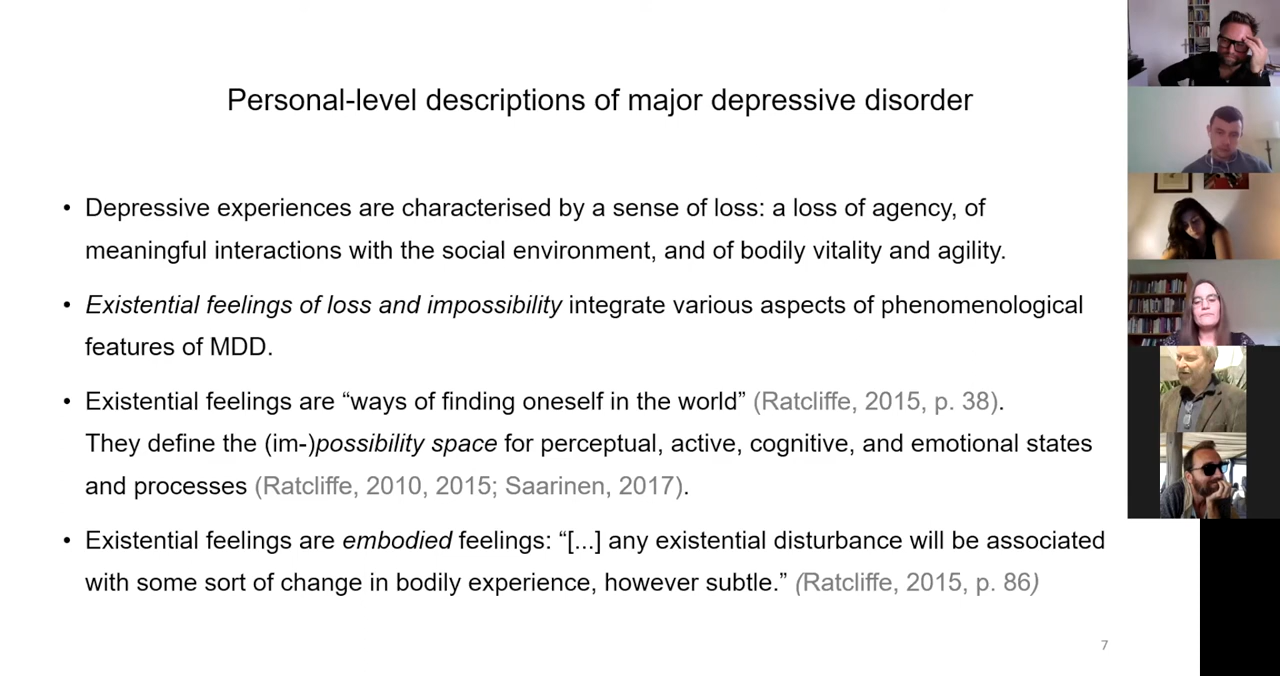 Personal-level descriptions of major depressive disorder
• Depressive experiences are characterised by a sense of loss: a loss of agency, of
meaningful interactions with the social environment, and of bodily vitality and agility.
• Existential feelings of loss and impossibility integrate various aspects of phenomenological
features of MDD.
• Existential feelings are “ways of finding oneself in the world” (Ratcliffe, 2015, p. 38).
They define the (im-)possibility space for perceptual, active, cognitive, and emotional states
and processes (Ratcliffe, 2010, 2015; Saarinen, 2017).
• Existential feelings are embodied feelings: “[...] any existential disturbance will be associated
with some sort of change in bodily experience, however subtle.” (Ratcliffe, 2015, p. 86)
7